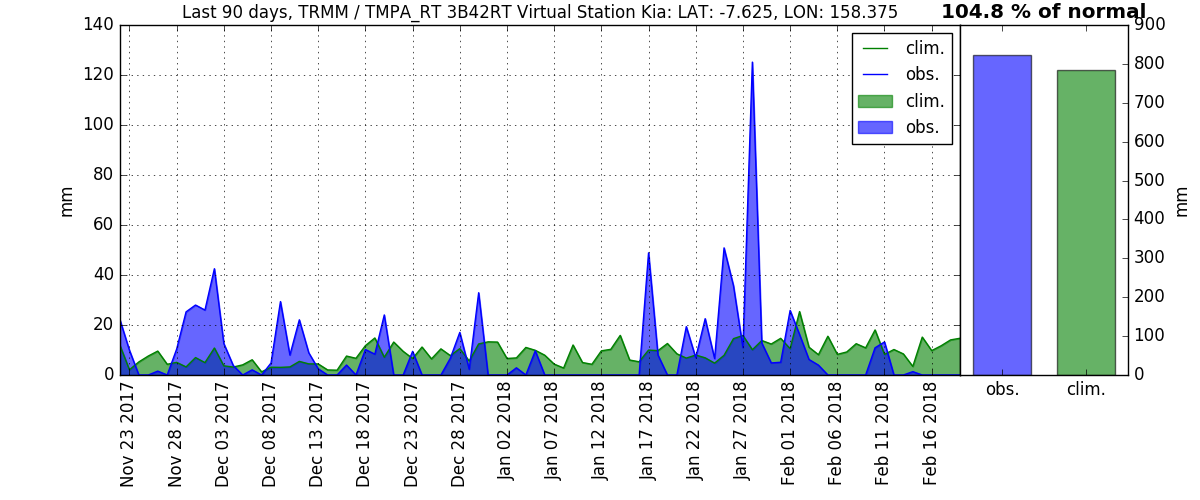 Last 90 days, TRMM / TMPA_RT 3B42RT Virtual Station Kia: LAT: -7.625, LON: 158.375
104.8 % of normal
mm
140
120
100
80
60
40
20
0
clim.
obs.
clim.
obs.
900
800
700
600
500
400
300
200
100
0
mm
Nov 23 2017
Nov 28 2017
Dec 03 2017
Dec 08 2017
Dec 13 2017
Dec 18 2017
Dec 23 2017
Dec 28 2017
Jan 02 2018
Jan 07 2018
Jan 12 2018
Jan 17 2018
Jan 22 2018
Jan 27 2018
Feb 01 2018
Feb 06 2018
Feb 11 2018
Feb 16 2018
obs.
clim.